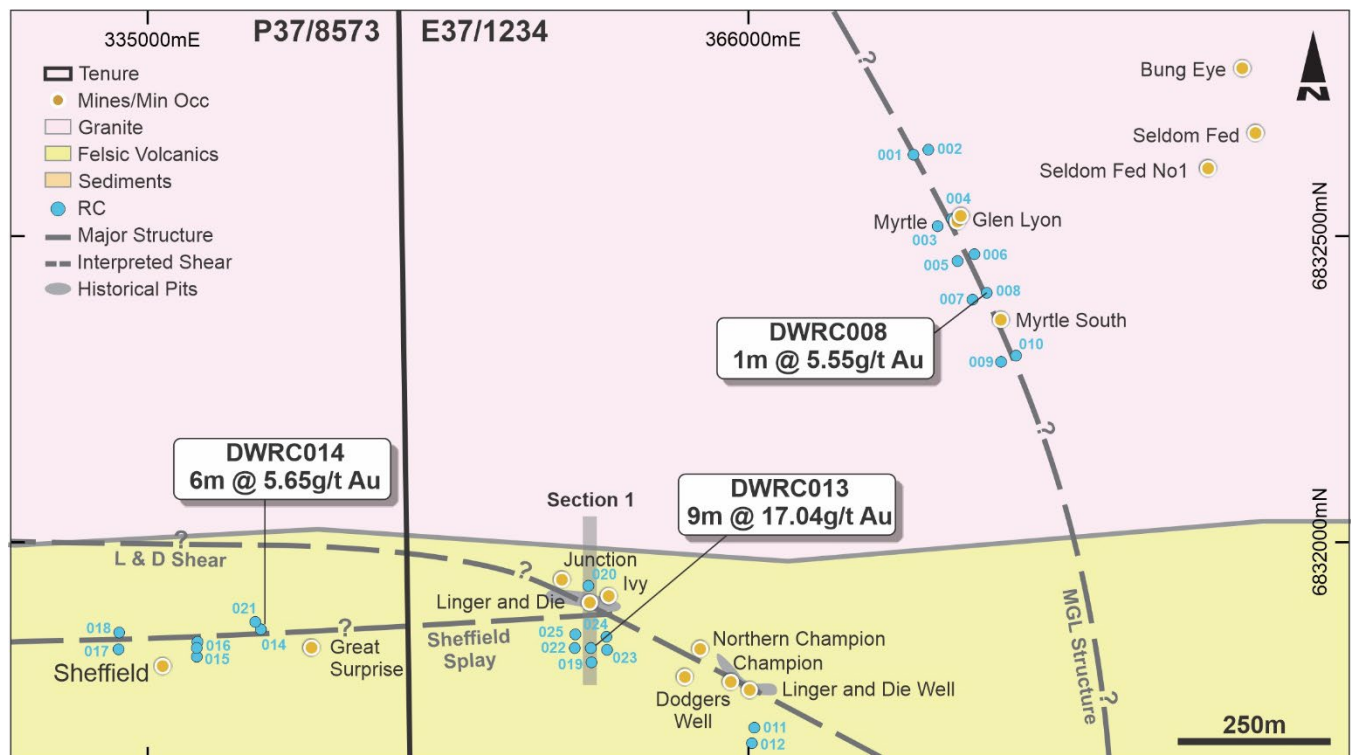 335000mE
P37/8573
E37/1234
366000mE
Tenure
Mines/Min Occ
Granite
Felsic Volcanics
Sediments
RC
Major Structure
Interpreted Shear
Historical Pits
?
Bung Eye
N
Seldom Fed
Seldom Fed No1
001
002
004
Myrtle
Glen Lyon
003
6832500mN
005
006
007
008
DWRC008
1m @ 5.55g/t Au
Myrtle South
009
010
?
DWRC014
6m @ 5.65g/t Au
DWRC013
9m @ 17.04g/t Au
Section 1
6832000mN
?
L & D Shear
?
Junction
020
Ivy
Linger and Die
MGL Structure
?
018
017
021
014
016
015
?
Sheffield
Great
Surprise
Sheffield
Splay
024
025
022
019
023
Northern Champion
Champion
Linger and Die Well
Dodgers
Well
011
012
250m